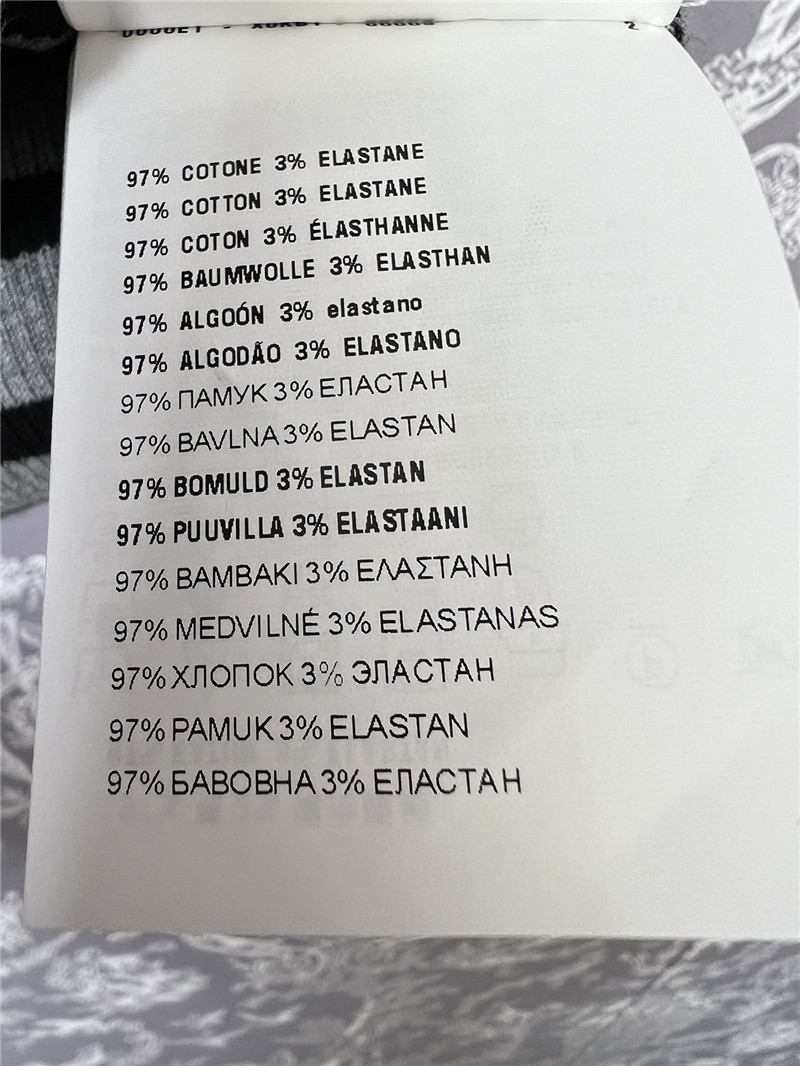 2
97% COTONE 3% ELASTANE
97% COTTON 3% ELASTANE
97% COTON 3% ÉLASTHANNE
97% BAUMWOLLE 3% ELASTHAN
97% ALGOÓN 3% elastano
97% ALGODÃO 3% ELASTANO
97% ПАМУК 3% ЕЛАСТАН
97% BAVLNA 3% ELASTAN
97% BOMULD 3% ELASTAN
97% PUUVILLA 3% ELASTAANI
97% ΒΑΜΒΑΚΙ 3% ΕΛΑΣΤΑΝΗ
97% MEDVILNÉ 3% ELASTANAS
97% ХЛОПОК 3% ЭЛАСТАН
97% PAMUK 3% ELASTAN
97% БАВОВНА 3% ЕЛАСТАН